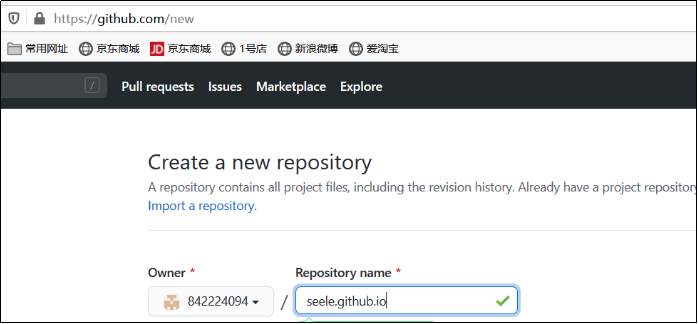 https://github.com/new
常用网址 京东商城 JD 京东商城 1号店 新浪微博 爱淘宝
/ Pull requests Issues Marketplace Explore
Create a new repository
A repository contains all project files, including the revision history. Already have a project repository
Import a repository.
Owner * Repository name *
842224094 / seele.github.io